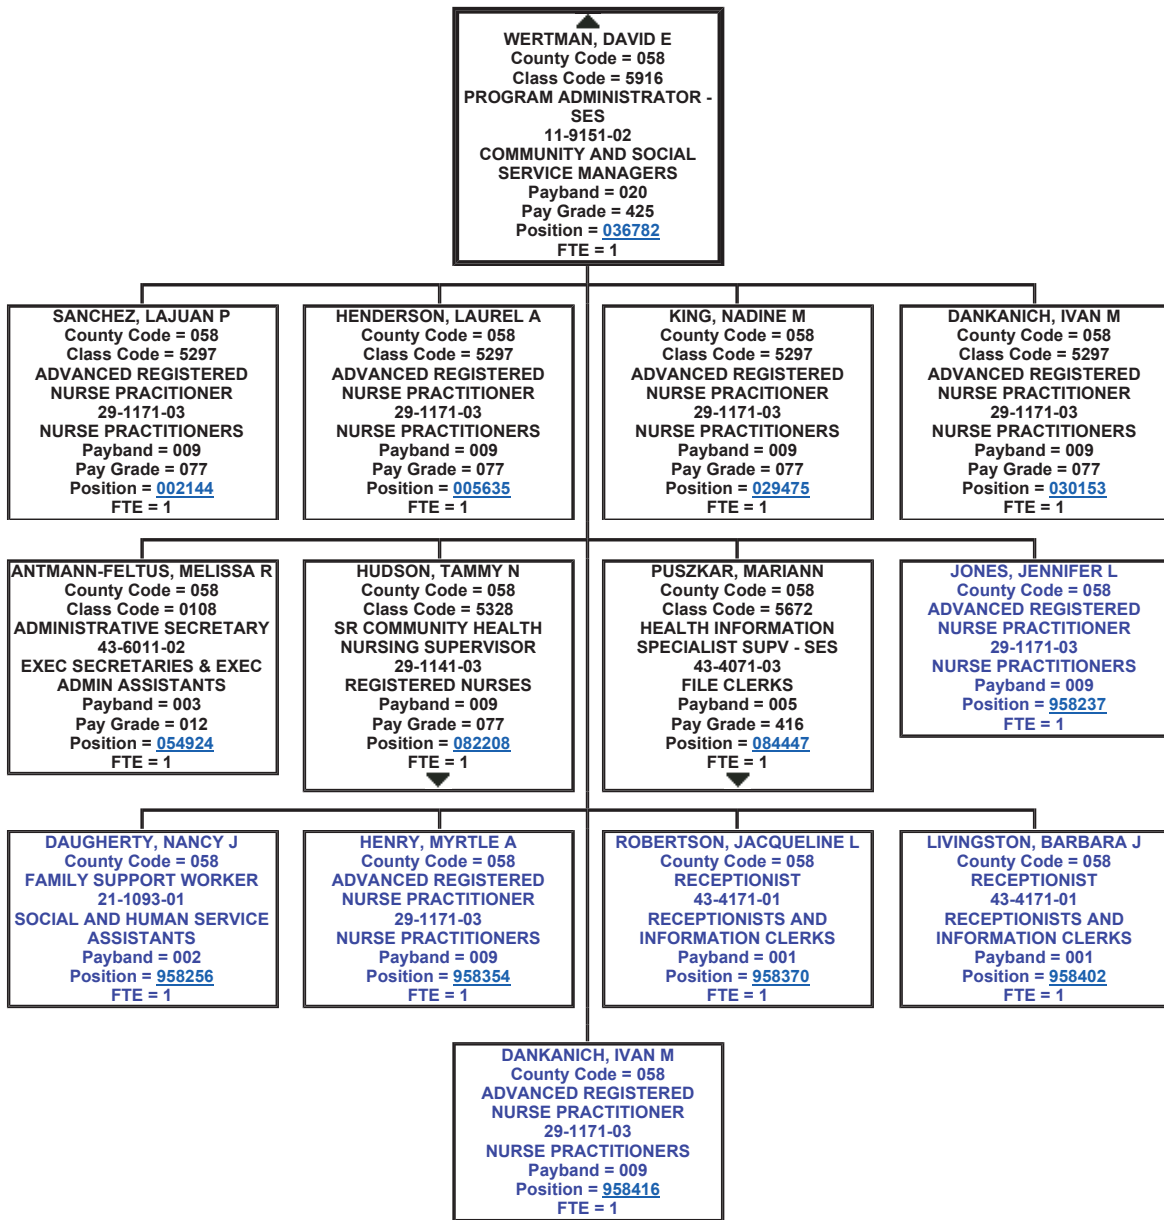 WERTMAN, DAVID E
County Code = 058
Class Code = 5916
PROGRAM ADMINISTRATOR -
SES
11-9151-02
COMMUNITY AND SOCIAL
SERVICE MANAGERS
Payband = 020
Pay Grade = 425
Position = 036782
FTE = 1
SANCHEZ, LAJUAN P
County Code = 058
Class Code = 5297
ADVANCED REGISTERED
NURSE PRACITIONER
29-1171-03
NURSE PRACTITIONERS
Payband = 009
Pay Grade = 077
Position = 002144
FTE = 1
HENDERSON, LAUREL A
County Code = 058
Class Code = 5297
ADVANCED REGISTERED
NURSE PRACTITIONER
29-1171-03
NURSE PRACTITIONERS
Payband = 009
Pay Grade = 077
Position = 005635
FTE = 1
KING, NADINE M
County Code = 058
Class Code = 5297
ADVANCED REGISTERED
NURSE PRACITIONER
29-1171-03
NURSE PRACTITIONERS
Payband = 009
Pay Grade = 077
Position = 029475
FTE = 1
DANKANICH, IVAN M
County Code = 058
Class Code = 5297
ADVANCED REGISTERED
NURSE PRACTITIONER
29-1171-03
NURSE PRACTITIONERS
Payband = 009
Pay Grade = 077
Position = 030153
FTE = 1
ANTMANN-FELTUS, MELISSA R
County Code = 058
Class Code = 0108
ADMINISTRATIVE SECRETARY
43-6011-02
EXEC SECRETARIES & EXEC
ADMIN ASSISTANTS
Payband = 003
Pay Grade = 012
Position = 054924
FTE = 1
HUDSON, TAMMY N
County Code = 058
Class Code = 5328
SR COMMUNITY HEALTH
NURSING SUPERVISOR
29-1141-03
REGISTERED NURSES
Payband = 009
Pay Grade = 077
Position = 082208
FTE = 1
PUSZKAR, MARIANN
County Code = 058
Class Code = 5672
HEALTH INFORMATION
SPECIALIST SUPV - SES
43-4071-03
FILE CLERKS
Payband = 005
Pay Grade = 416
Position = 084447
FTE = 1
JONES, JENNIFER L
County Code = 058
ADVANCED REGISTERED
NURSE PRACTITIONER
29-1171-03
NURSE PRACTITIONERS
Payband = 009
Position = 958237
FTE = 1
DAUGHERTY, NANCY J
County Code = 058
FAMILY SUPPORT WORKER
21-1093-01
SOCIAL AND HUMAN SERVICE
ASSISTANTS
Payband = 002
Position = 958256
FTE = 1
HENRY, MYRTLE A
County Code = 058
ADVANCED REGISTERED
NURSE PRACTITIONER
29-1171-03
NURSE PRACTITIONERS
Payband = 009
Position = 958354
FTE = 1
ROBERTSON, JACQUELINE L
County Code = 058
RECEPTIONIST
43-4171-01
RECEPTIONISTS AND
INFORMATION CLERKS
Payband = 001
Position = 958370
FTE = 1
LIVINGSTON, BARBARA J
County Code = 058
RECEPTIONIST
43-4171-01
RECEPTIONISTS AND
INFORMATION CLERKS
Payband = 001
Position = 958402
FTE = 1
DANKANICH, IVAN M
County Code = 058
ADVANCED REGISTERED
NURSE PRACTITIONER
29-1171-03
NURSE PRACTITIONERS
Payband = 009
Position = 958416
FTE = 1